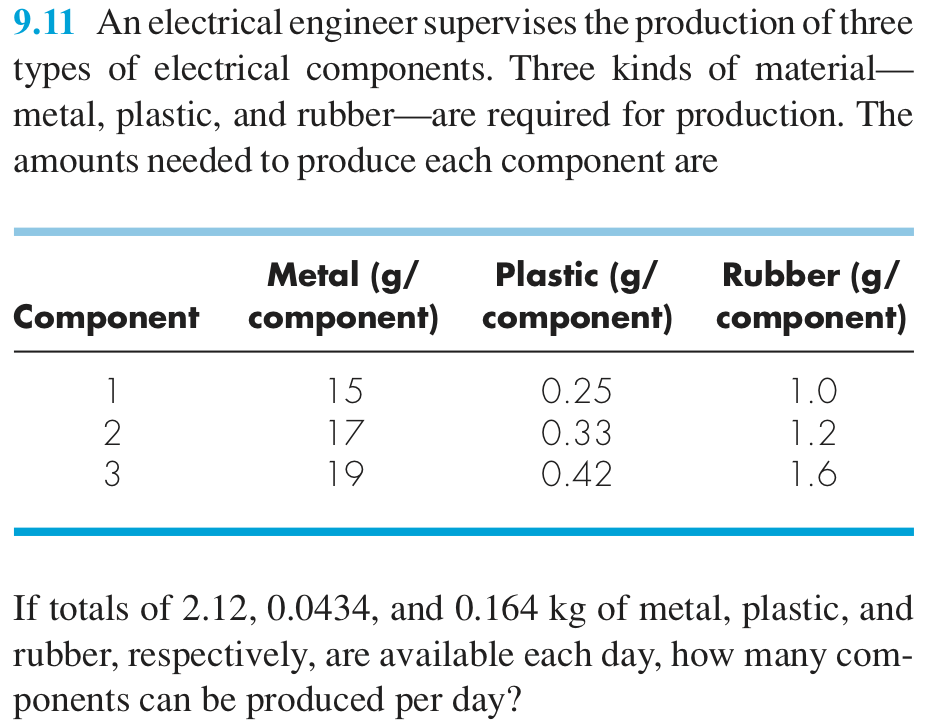 9.11 An electrical engineer supervises the production of three
types of electrical components. Three kinds of material—
metal, plastic, and rubber—are required for production. The
amounts needed to produce each component are
Metal (g/ Plastic (g/ Rubber (g/
Component component) component) component)
1 15 0.25 1.0
2 17 0.33 1.2
3 19 0.42 1.6
If totals of 2.12, 0.0434, and 0.164 kg of metal, plastic, and
rubber, respectively, are available each day, how many com-
ponents can be produced per day?